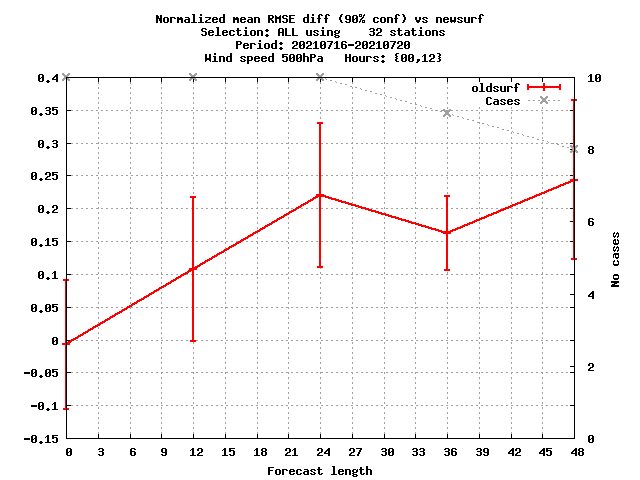 Normalized mean RMSE diff (90% conf) vs newsurf
Selection: ALL using    32 stations
Period: 20210716-20210720
Wind speed 500hPa   Hours: {00,12}
oldsurf
Cases
0.4
0.35
0.3
0.25
0.2
0.15
0.1
0.05
0
-0.05
-0.1
-0.15
10
8
6
4
2
0
No cases
0 3 6 9 12 15 18 21 24 27 30 33 36 39 42 45 48
Forecast length